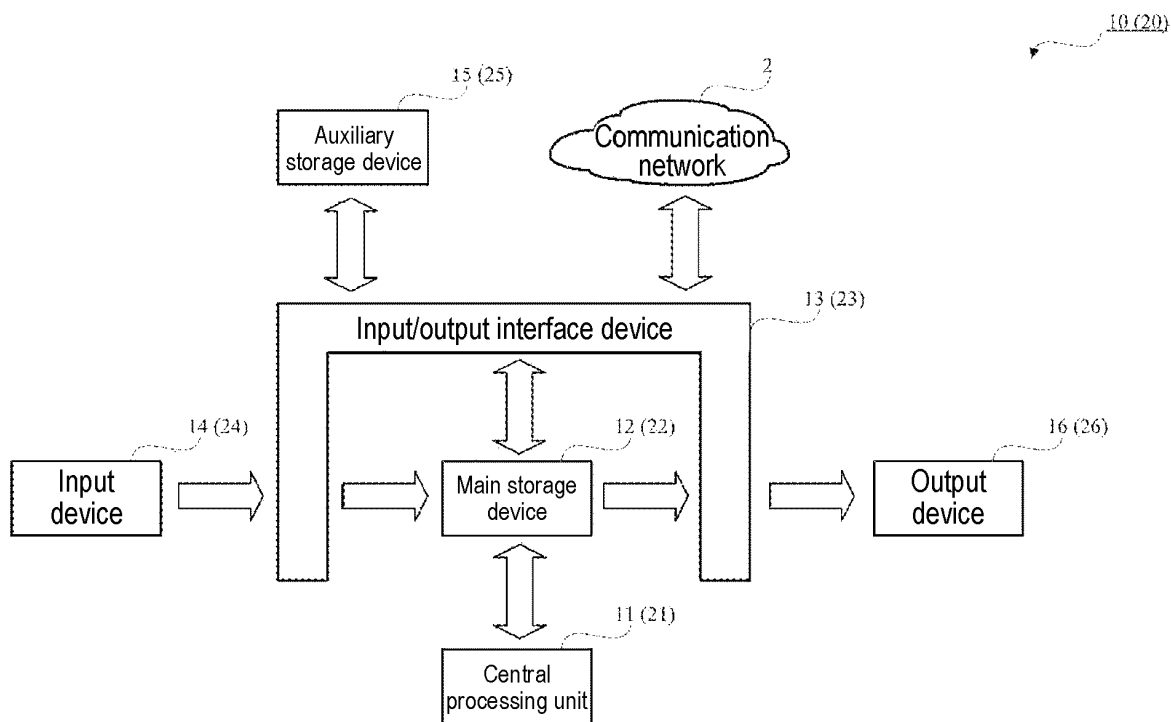 10 (20)
15 (25)
2
Auxiliary
storage device
Communication
network
13 (23)
Input/output interface device
14 (24)
12 (22)
16 (26)
Input
device
Main storage
device
Output
device
11 (21)
Central
processing unit